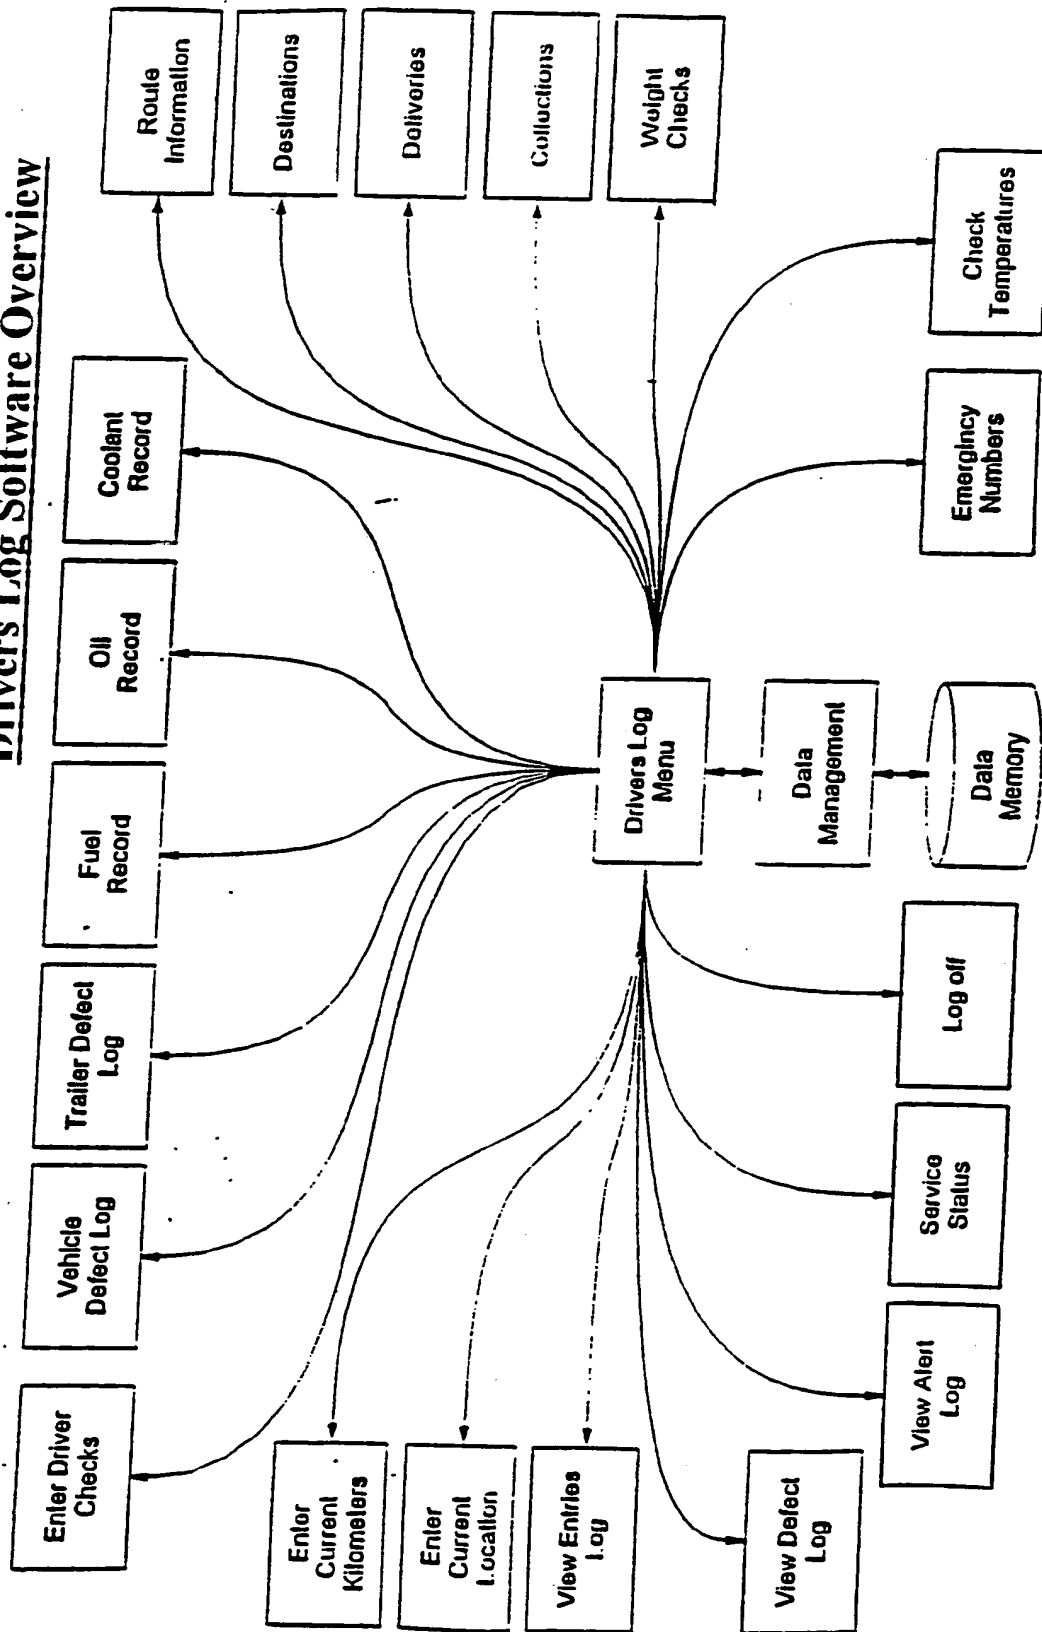 Drivers Log Software Overview
Enter Driver
Checks
Vehicle
Defect Log
Trailer Defect
Log
Fuel
Record
Oil
Record
Coolant
Record
Route
Information
Destinations
Deliveries
Collections
Weight
Checks
Enter
Current
Kilometers
Enter
Current
Location
View Entries
Log
View Defect
Log
View Alert
Log
Service
Status
Log off
Drivers Log
Menu
Data
Management
Data
Memory
Emergincy
Numbers
Check
Temperatures